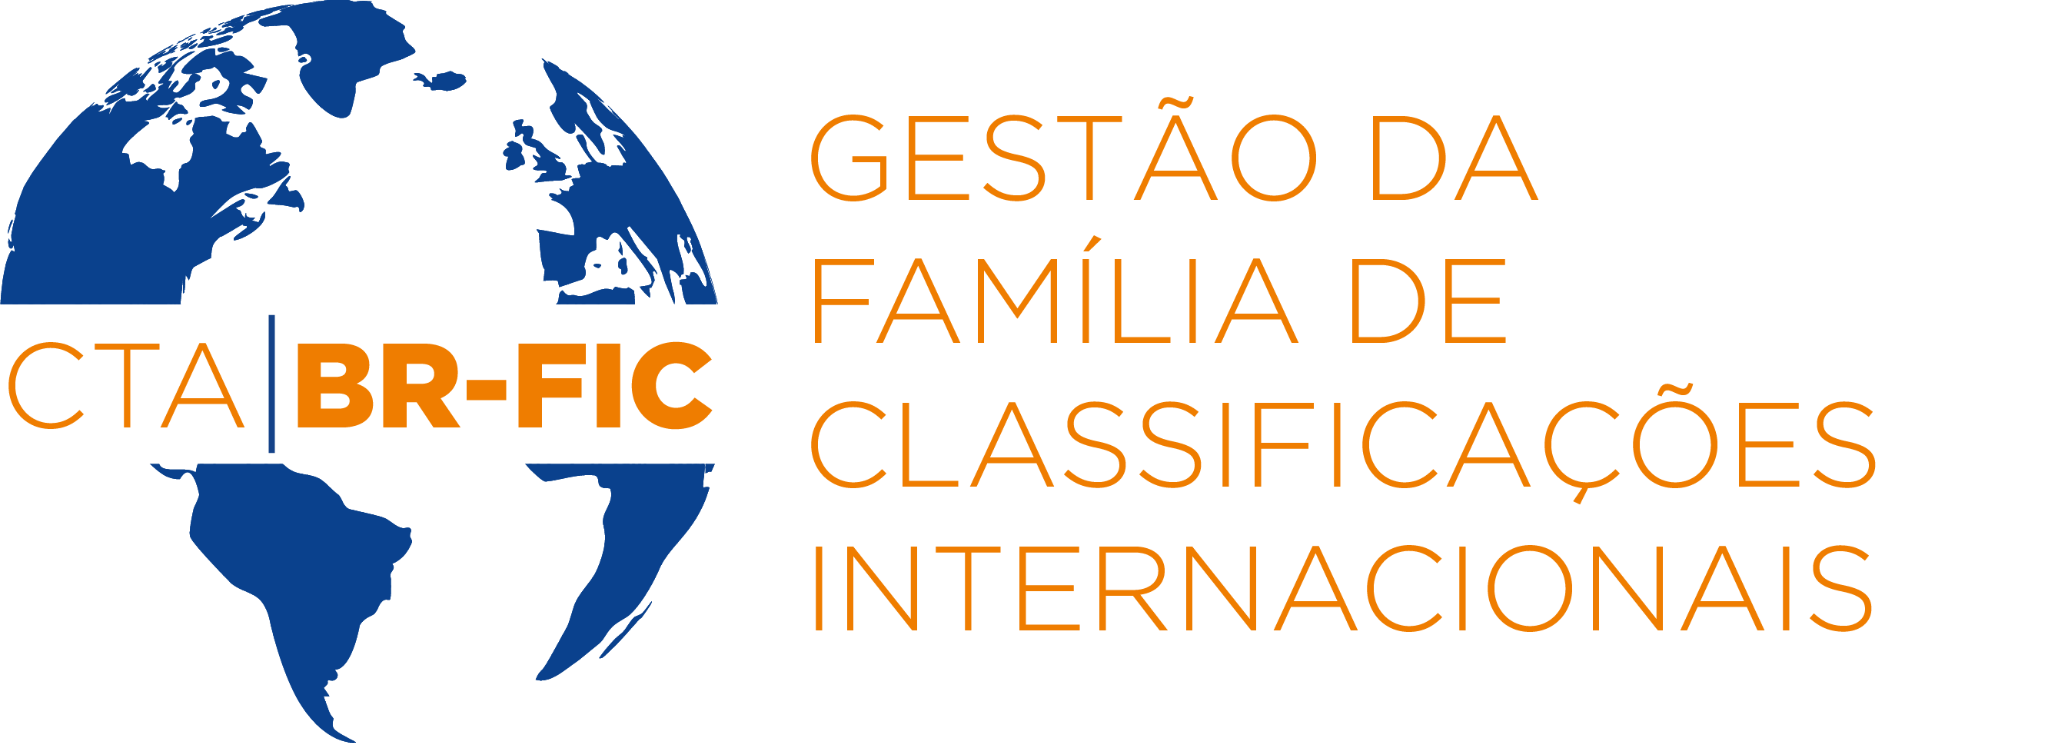 CTA|BR-FIC
GESTÃO DA
FAMÍLIA DE
CLASSIFICAÇÕES
INTERNACIONAIS